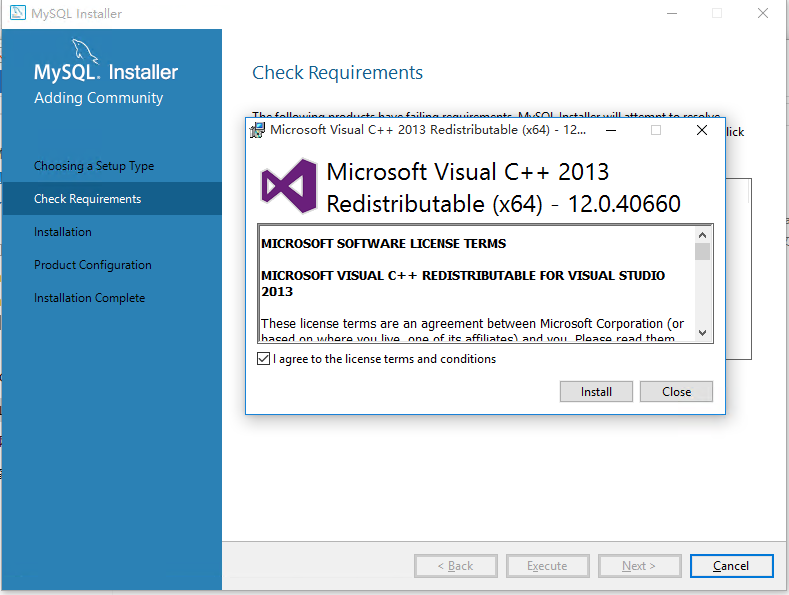 MySQL Installer
MySQL. Installer
Adding Community
Choosing a Setup Type
Check Requirements
Installation
Product Configuration
Installation Complete
Check Requirements
The following products have failing requirements. MySQL Installer will attempt to resolve
click
Microsoft Visual C++ 2013 Redistributable (x64) - 12...
Microsoft Visual C++ 2013
Redistributable (x64) - 12.0.40660
MICROSOFT SOFTWARE LICENSE TERMS
MICROSOFT VISUAL C++ REDISTRIBUTABLE FOR VISUAL STUDIO
2013
These license terms are an agreement between Microsoft Corporation (or
based on where you live, one of its affiliates) and you. Please read them.
I agree to the license terms and conditions
Install
Close
< Back
Execute
Next >
Cancel